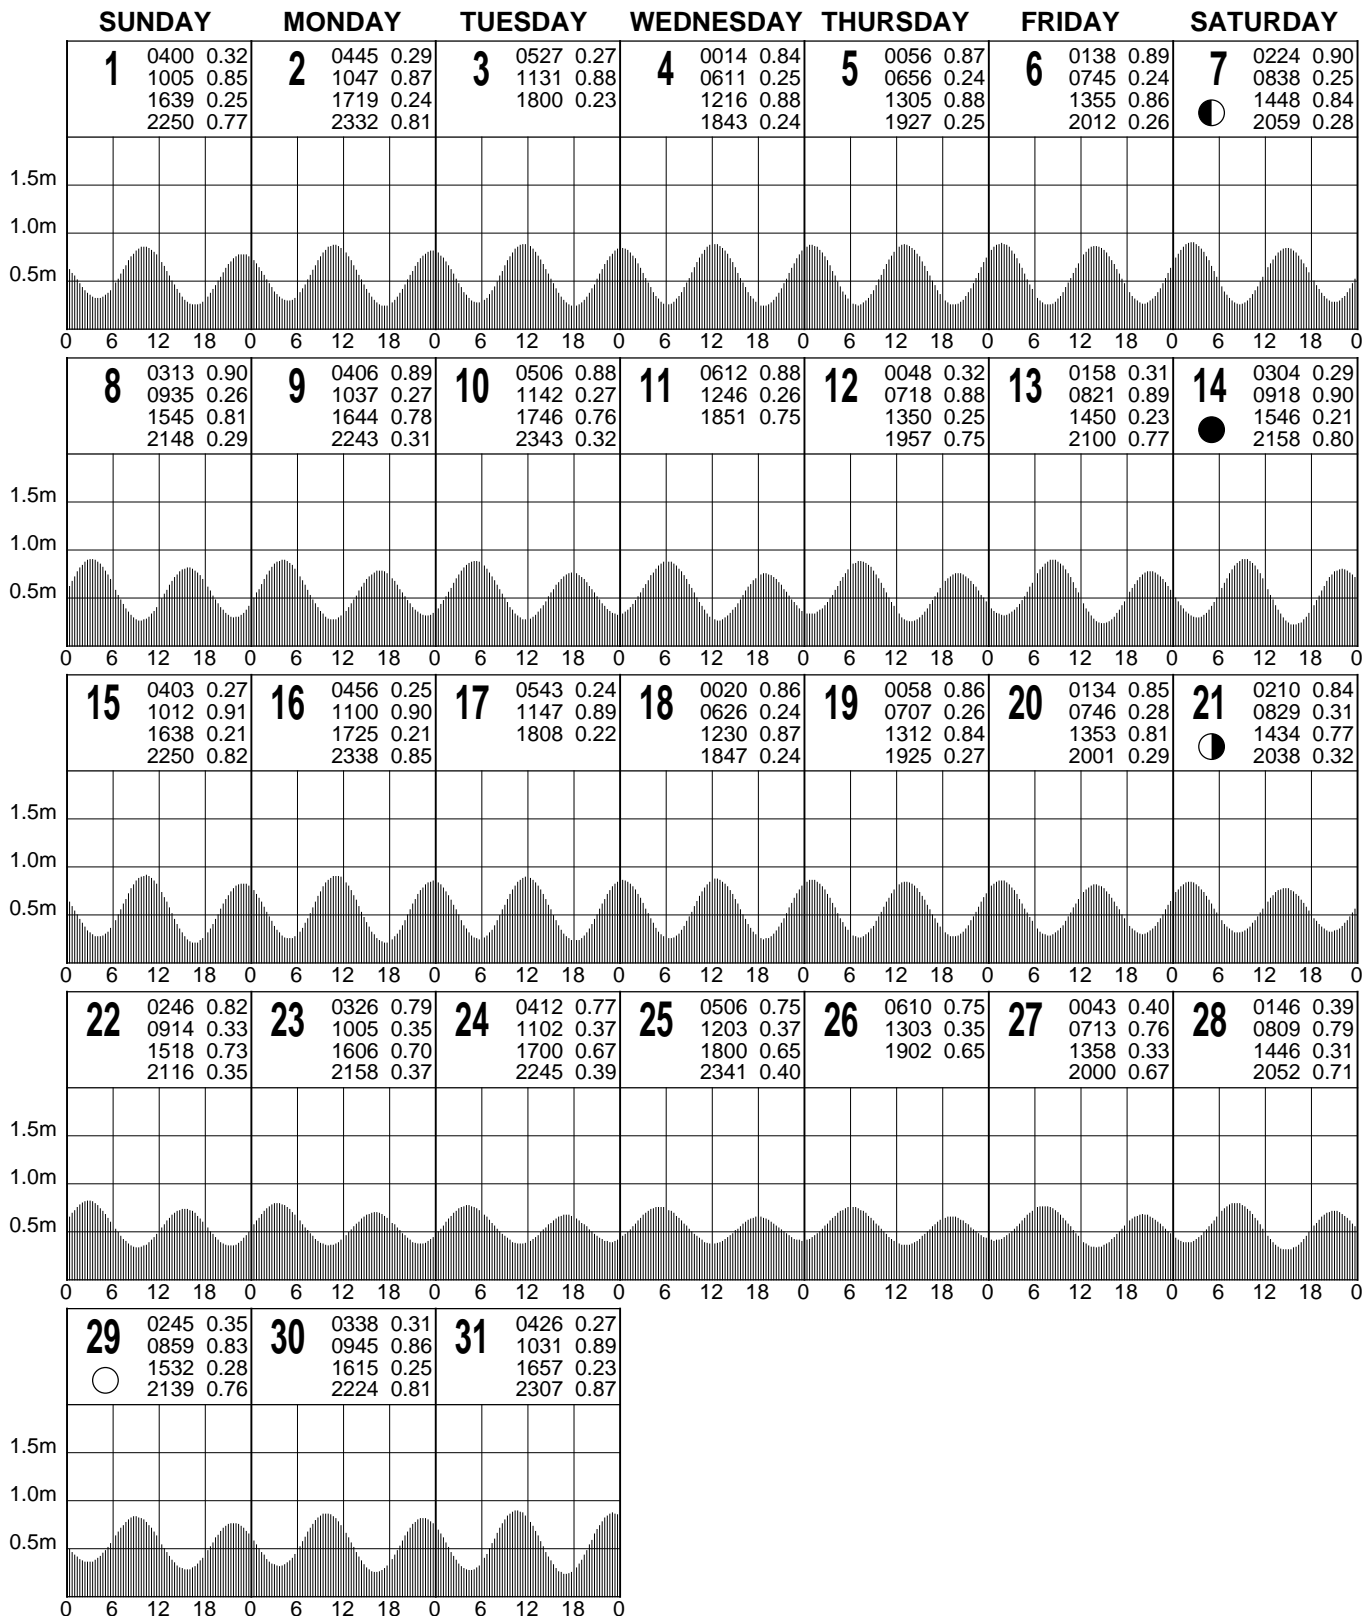 SUNDAY MONDAY TUESDAY WEDNESDAY THURSDAY FRIDAY SATURDAY
1 0400 0.32
1005 0.85
1639 0.25
2250 0.77
2 0445 0.29
1047 0.87
1719 0.24
2332 0.81
3 0527 0.27
1131 0.88
1800 0.23
4 0014 0.84
0611 0.25
1216 0.88
1843 0.24
5 0056 0.87
0656 0.24
1305 0.88
1927 0.25
6 0138 0.89
0745 0.24
1355 0.86
2012 0.26
7 0224 0.90
0838 0.25
1448 0.84
2059 0.28
1.5m
1.0m
0.5m
0 6 12 18 0 6 12 18 0 6 12 18 0 6 12 18 0 6 12 18 0 6 12 18 0 6 12 18 0
8 0313 0.90
0935 0.26
1545 0.81
2148 0.29
9 0406 0.89
1037 0.27
1644 0.78
2243 0.31
10 0506 0.88
1142 0.27
1746 0.76
2343 0.32
11 0612 0.88
1246 0.26
1851 0.75
12 0048 0.32
0718 0.88
1350 0.25
1957 0.75
13 0158 0.31
0821 0.89
1450 0.23
2100 0.77
14 0304 0.29
0918 0.90
1546 0.21
2158 0.80
1.5m
1.0m
0.5m
0 6 12 18 0 6 12 18 0 6 12 18 0 6 12 18 0 6 12 18 0 6 12 18 0 6 12 18 0
15 0403 0.27
1012 0.91
1638 0.21
2250 0.82
16 0456 0.25
1100 0.90
1725 0.21
2338 0.85
17 0543 0.24
1147 0.89
1808 0.22
18 0020 0.86
0626 0.24
1230 0.87
1847 0.24
19 0058 0.86
0707 0.26
1312 0.84
1925 0.27
20 0134 0.85
0746 0.28
1353 0.81
2001 0.29
21 0210 0.84
0829 0.31
1434 0.77
2038 0.32
1.5m
1.0m
0.5m
0 6 12 18 0 6 12 18 0 6 12 18 0 6 12 18 0 6 12 18 0 6 12 18 0 6 12 18 0
22 0246 0.82
0914 0.33
1518 0.73
2116 0.35
23 0326 0.79
1005 0.35
1606 0.70
2158 0.37
24 0412 0.77
1102 0.37
1700 0.67
2245 0.39
25 0506 0.75
1203 0.37
1800 0.65
2341 0.40
26 0610 0.75
1303 0.35
1902 0.65
27 0043 0.40
0713 0.76
1358 0.33
2000 0.67
28 0146 0.39
0809 0.79
1446 0.31
2052 0.71
1.5m
1.0m
0.5m
0 6 12 18 0 6 12 18 0 6 12 18 0 6 12 18 0 6 12 18 0 6 12 18 0 6 12 18 0
29 0245 0.35
0859 0.83
1532 0.28
2139 0.76
30 0338 0.31
0945 0.86
1615 0.25
2224 0.81
31 0426 0.27
1031 0.89
1657 0.23
2307 0.87
1.5m
1.0m
0.5m
0 6 12 18 0 6 12 18 0 6 12 18 0